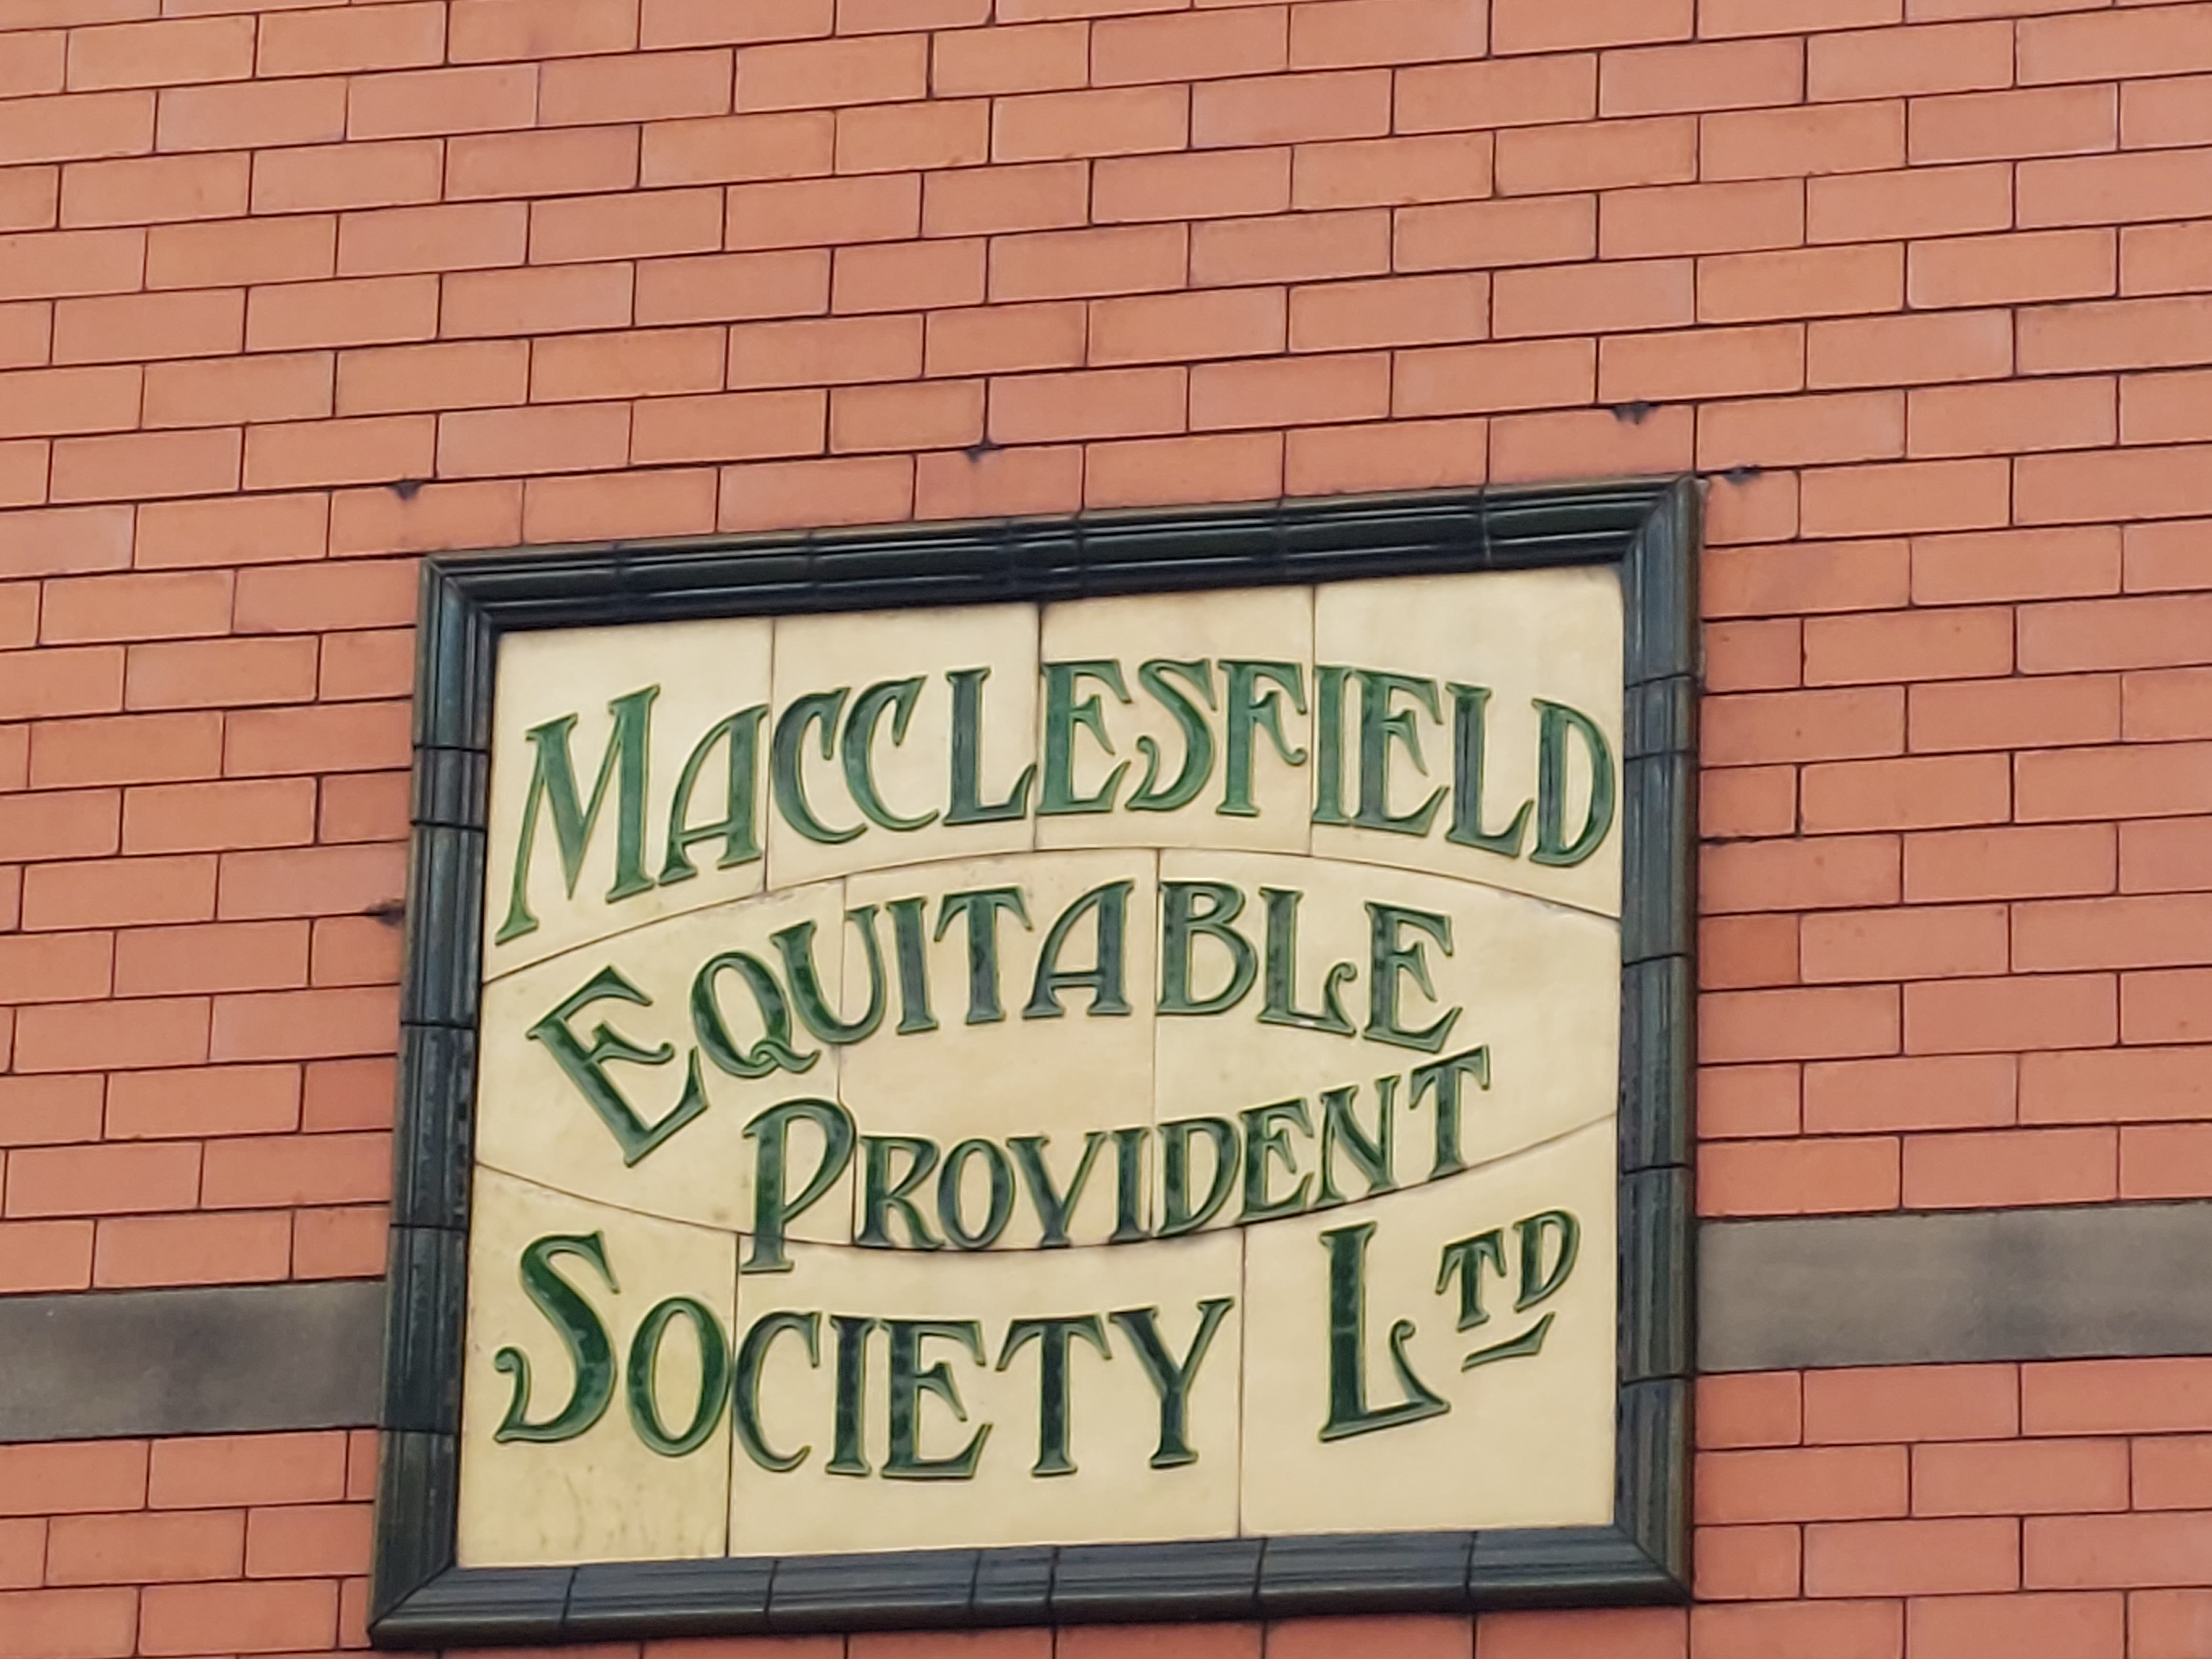 MACCLESFIELD
EQUITABLE
PROVIDENT
SOCIETY LTD